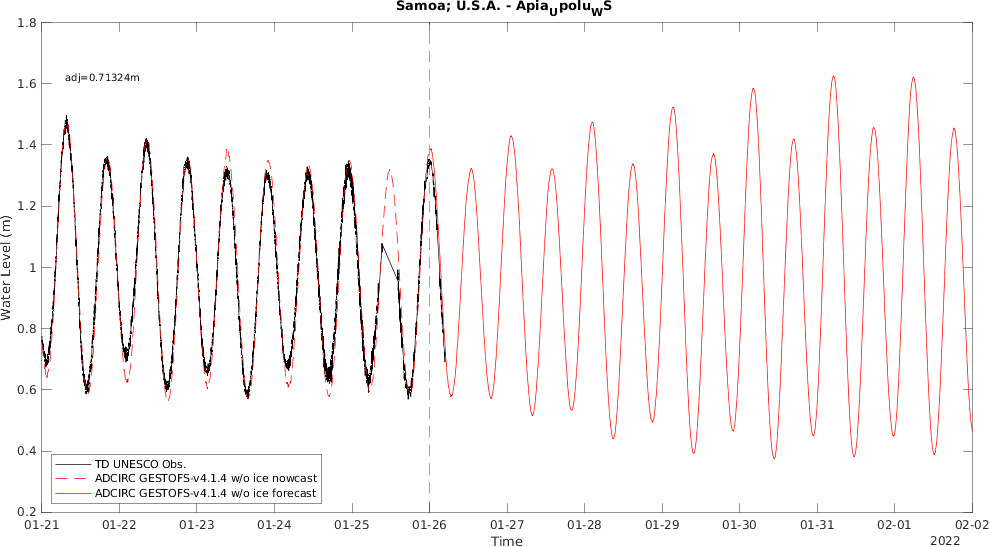 Samoa; U.S.A. - Apia_Upolu_WS
1.8
adj=0.71324m
1.6
1.4
1.2
1
0.8
0.6
0.4
0.2
Water Level (m)
TD UNESCO Obs.
ADCIRC GESTOFS-v4.1.4 w/o ice nowcast
ADCIRC GESTOFS-v4.1.4 w/o ice forecast
01-21 01-22 01-23 01-24 01-25 01-26 01-27 01-28 01-29 01-30 01-31 02-01 02-02
Time
2022